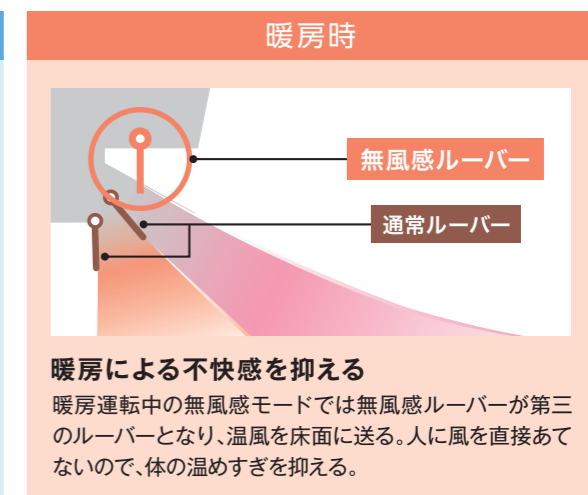 暖房時
無風感ルーバー
通常ルーバー
暖房による不快感を抑える
暖房運転中の無風感モードでは無風感ルーバーが第三
のルーバーとなり、温風を床面に送る。人に風を直接あて
ないので、体の温めすぎを抑える。